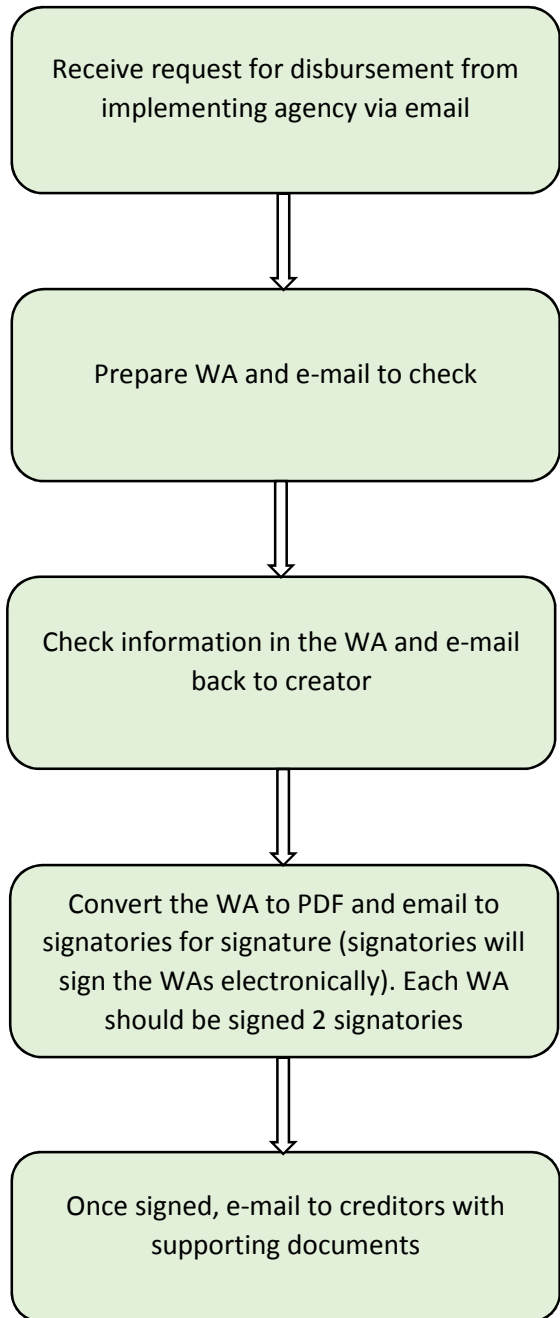 Receive request for disbursement from
implementing agency via email
Prepare WA and e-mail to check
Check information in the WA and e-mail
back to creator
Convert the WA to PDF and email to
signatories for signature (signatories will
sign the WAs electronically). Each WA
should be signed 2 signatories
Once signed, e-mail to creditors with
supporting documents